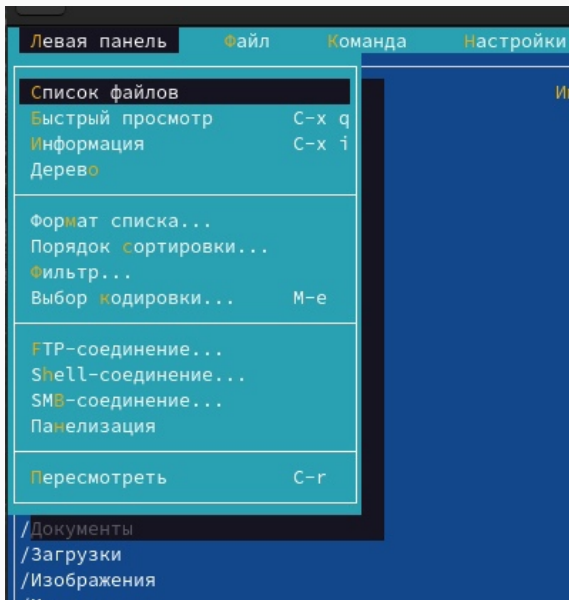 Левая панель Файл Команда Настройки
Список файлов
Быстрый просмотр C-x q
Информация C-x i
Дерево
Формат списка...
Порядок сортировки...
Фильтр...
Выбор кодировки... M-e
FTP-соединение...
Shell-соединение...
SMB-соединение...
Панелизация
Пересмотреть C-r
/Документы
/Загрузки
/Изображения